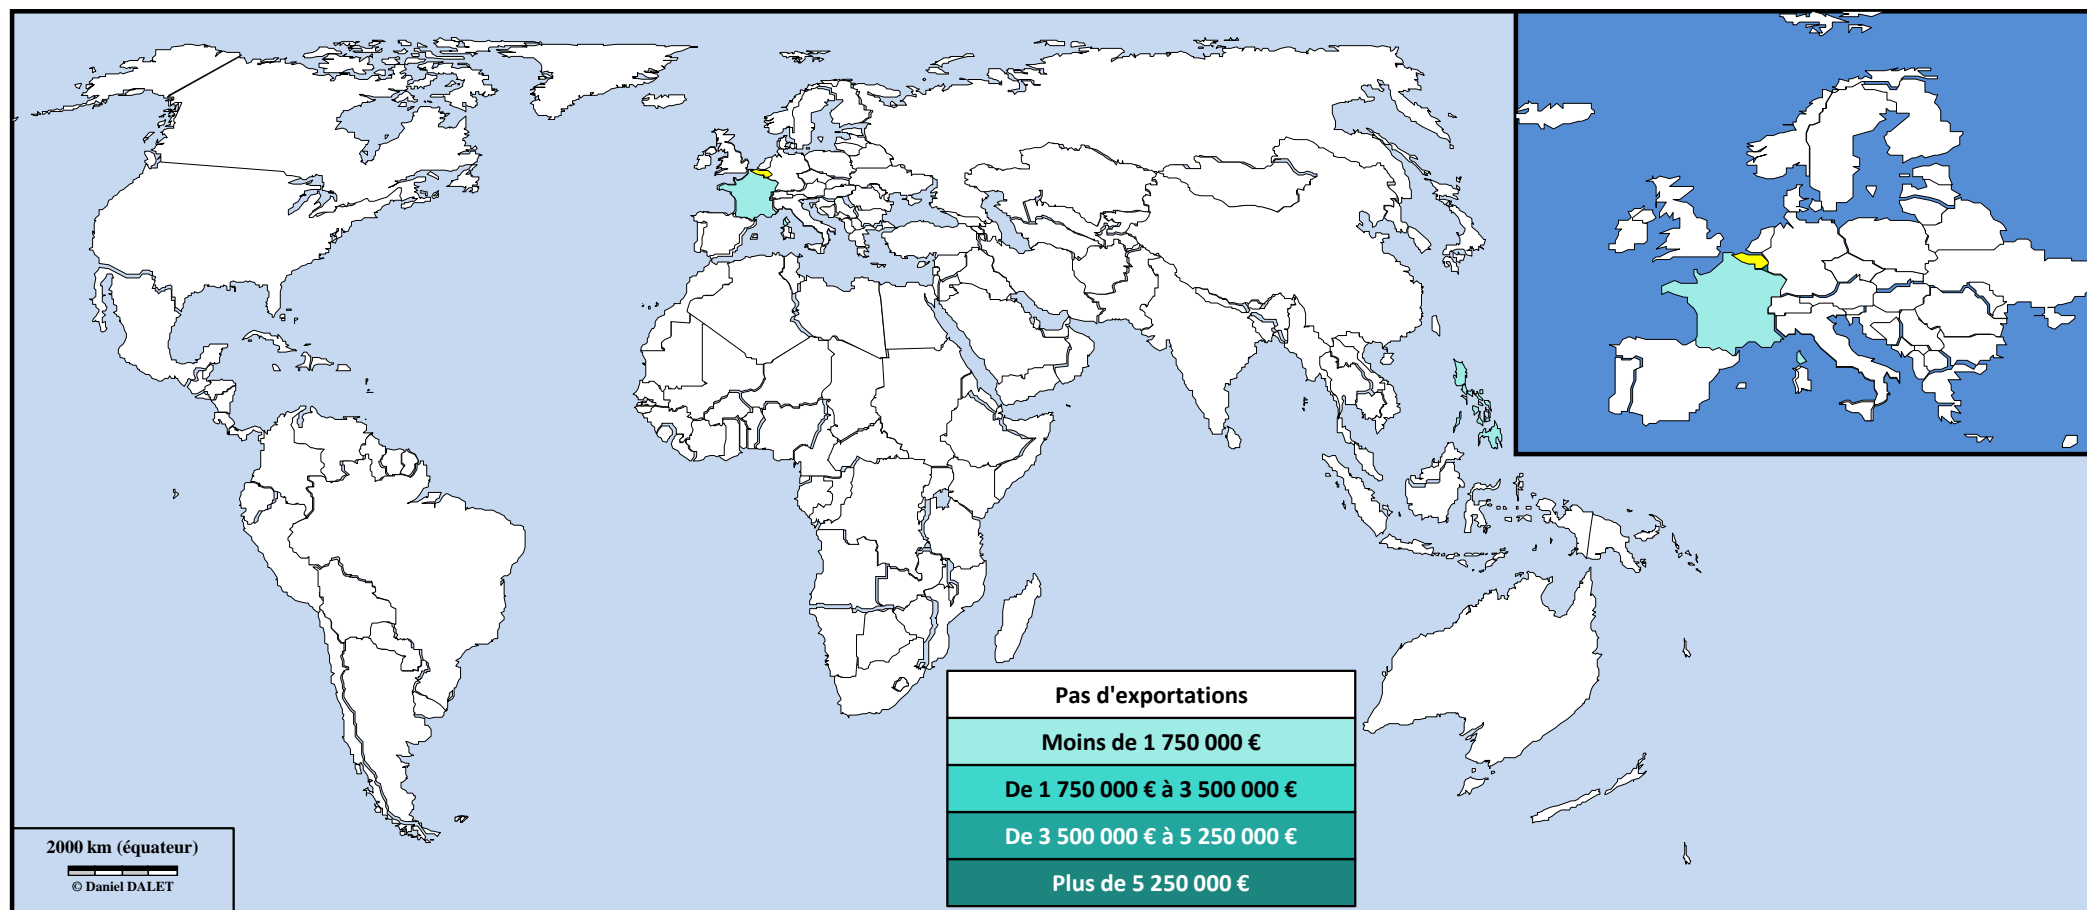 Pas d'exportations
Moins de 1 750 000 €
De 1 750 000 € à 3 500 000 €
De 3 500 000 € à 5 250 000 €
Plus de 5 250 000 €
2000 km (équateur)
© Daniel DALET